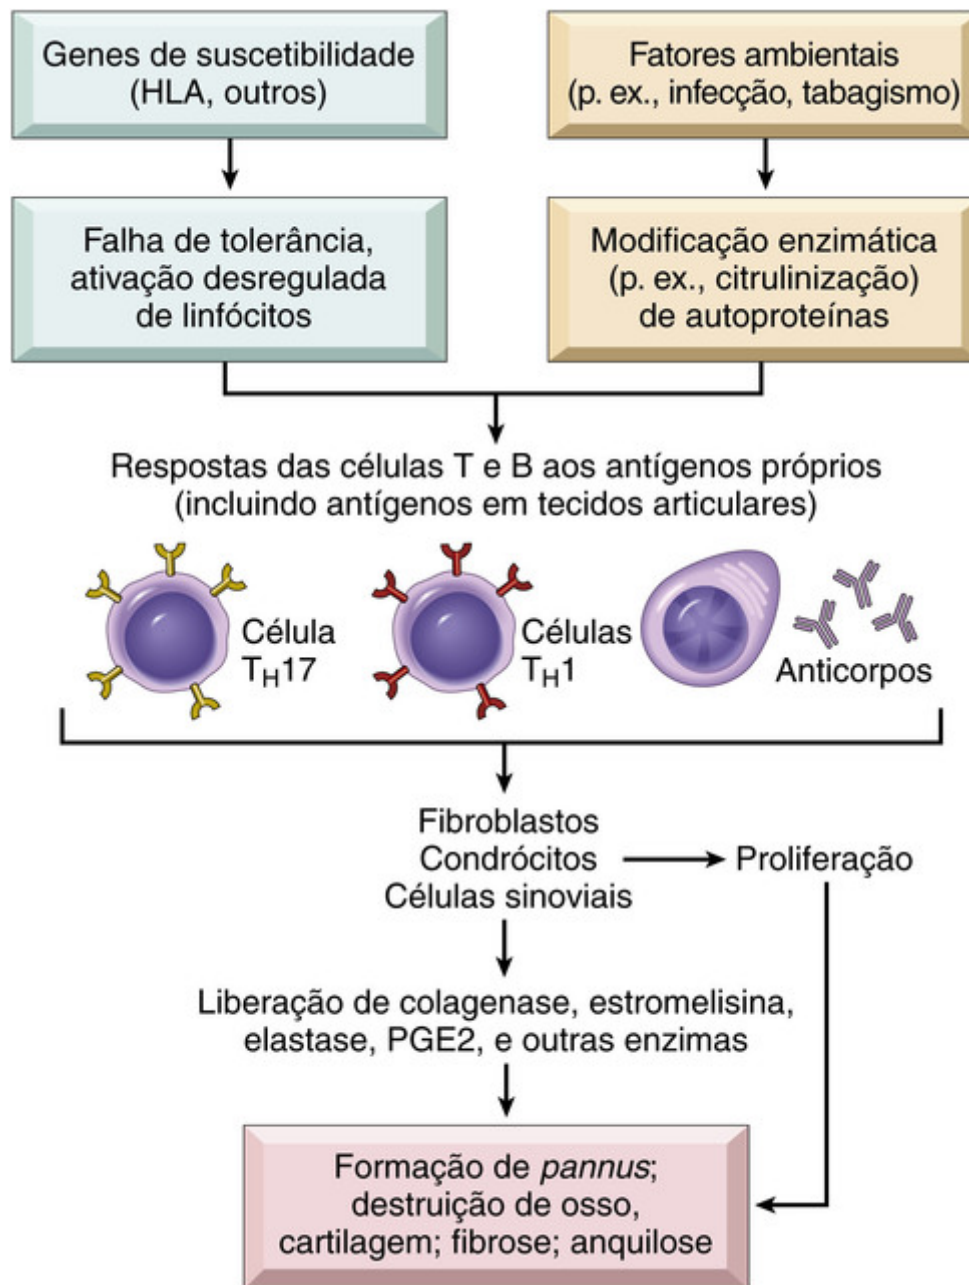 Genes de suscetibilidade
(HLA, outros)
Fatores ambientais
(p. ex., infecção, tabagismo)
Falha de tolerância,
ativação desregulada
de linfócitos
Modificação enzimática
(p. ex., citrulinização)
de autoproteínas
Respostas das células T e B aos antígenos próprios
(incluindo antígenos em tecidos articulares)
Célula
TH17
Células
TH1
Anticorpos
Fibroblastos
Condrócitos
Células sinoviais
Proliferação
Liberação de colagenase, estromelisina,
elastase, PGE2, e outras enzimas
Formação de pannus;
destruição de osso,
cartilagem; fibrose; anquilose